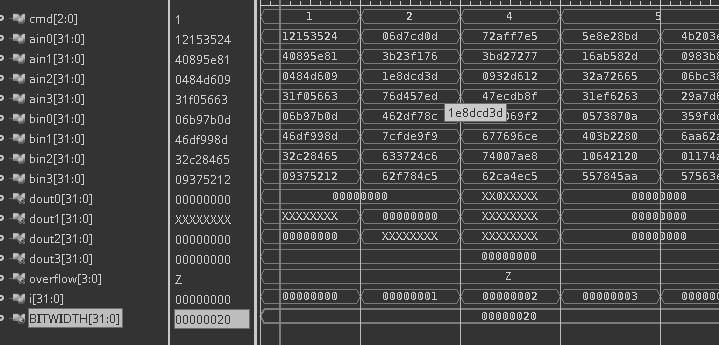 cmd[2:0] 1 1 2 4 5
ain0[31:0] 12153524 12153524 06d7cd0d 72aff7e5 5e8e28bd 4b203
ain1[31:0] 40895e81 40895e81 3b23f176 3bd27277 16ab582d 0983b
ain2[31:0] 0484d609 0484d609 1e8dcd3d 0932d612 32a72665 06bc3
ain3[31:0] 31f05663 31f05663 76d457ed 47ecdb8f 31ef6263 29a7d
1e8dcd3d
bin0[31:0] 06b97b0d 06b97b0d 462df78c 069f2 0573870a 359fd
bin1[31:0] 46df998d 46df998d 7cfde9f9 677696ce 403b2280 6aa62
bin2[31:0] 32c28465 32c28465 633724c6 74007ae8 10642120 01174
bin3[31:0] 09375212 09375212 62f784c5 62ca4ec5 557845aa 57563
dout0[31:0] 00000000 00000000 XX0XXXXX 00000000
dout1[31:0] XXXXXXXX XXXXXXXX 00000000 XXXXXXXX 00000000
dout2[31:0] 00000000 00000000 XXXXXXXX XXXXXXXX 00000000
dout3[31:0] 00000000 00000000
overflow[3:0] Z Z
i[31:0] 00000000 00000000 00000001 00000002 00000003 00000
BITWIDTH[31:0] 00000020 00000020